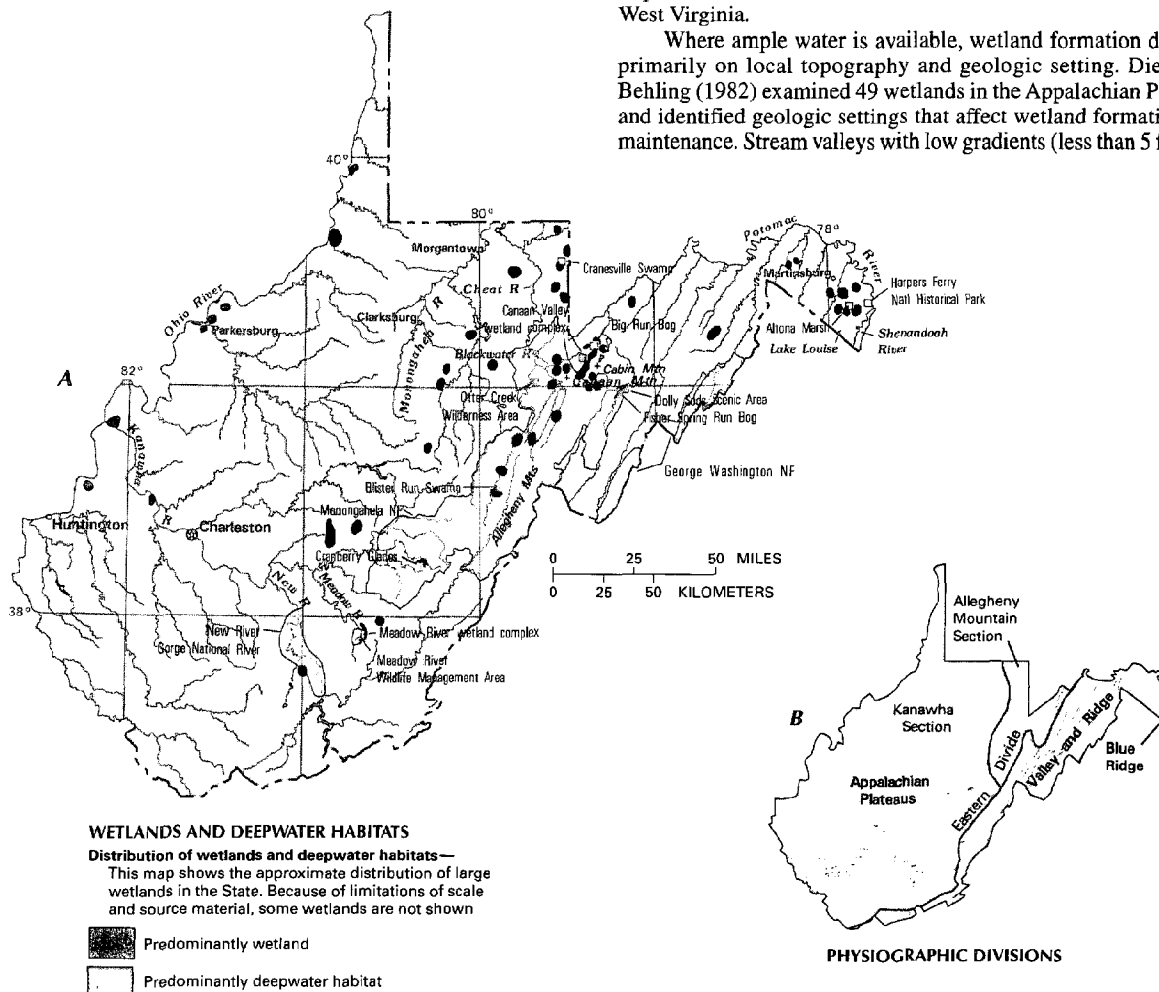 West Virginia.
Where ample water is available, wetland formation d
primarily on local topography and geologic setting. Die
Behling (1982) examined 49 wetlands in the Appalachian P
and identified geologic settings that affect wetland formati
maintenance. Stream valleys with low gradients (less than 5 f
40°
80°
78°
Potomac
River
Morgantown
Cranesville Swamp
Martinsburg
Harpers Ferry
Natl Historical Park
Cheat R
Ohio River
Canaan Valley
wetland complex
Clarksburg
R
Big Run Bog
Altona Marsh
Shenandoah
River
Lake Louise
Parkersburg
Monongahela
Blackwater R
A
Cabin Mtn
Canaan Mtn
82°
Otter Creek
Wilderness Area
Dolly Sods Scenic Area
Fisher Spring Run Bog
Kanawha
R
George Washington NF
Blister Run Swamp
Allegheny Mts
Huntington
Charleston
Monongahela NF
Cranberry Glades
0 25 50 MILES
0 25 50 KILOMETERS
New R
Meadow R
38°
New River
Gorge National River
Meadow River wetland complex
Meadow River
Wildlife Management Area
Allegheny
Mountain
Section
Kanawha
Section
B
Divide
Valley and Ridge
Blue
Ridge
Appalachian
Plateaus
Eastern
PHYSIOGRAPHIC DIVISIONS
WETLANDS AND DEEPWATER HABITATS
Distribution of wetlands and deepwater habitats—
This map shows the approximate distribution of large
wetlands in the State. Because of limitations of scale
and source material, some wetlands are not shown
Predominantly wetland
Predominantly deepwater habitat